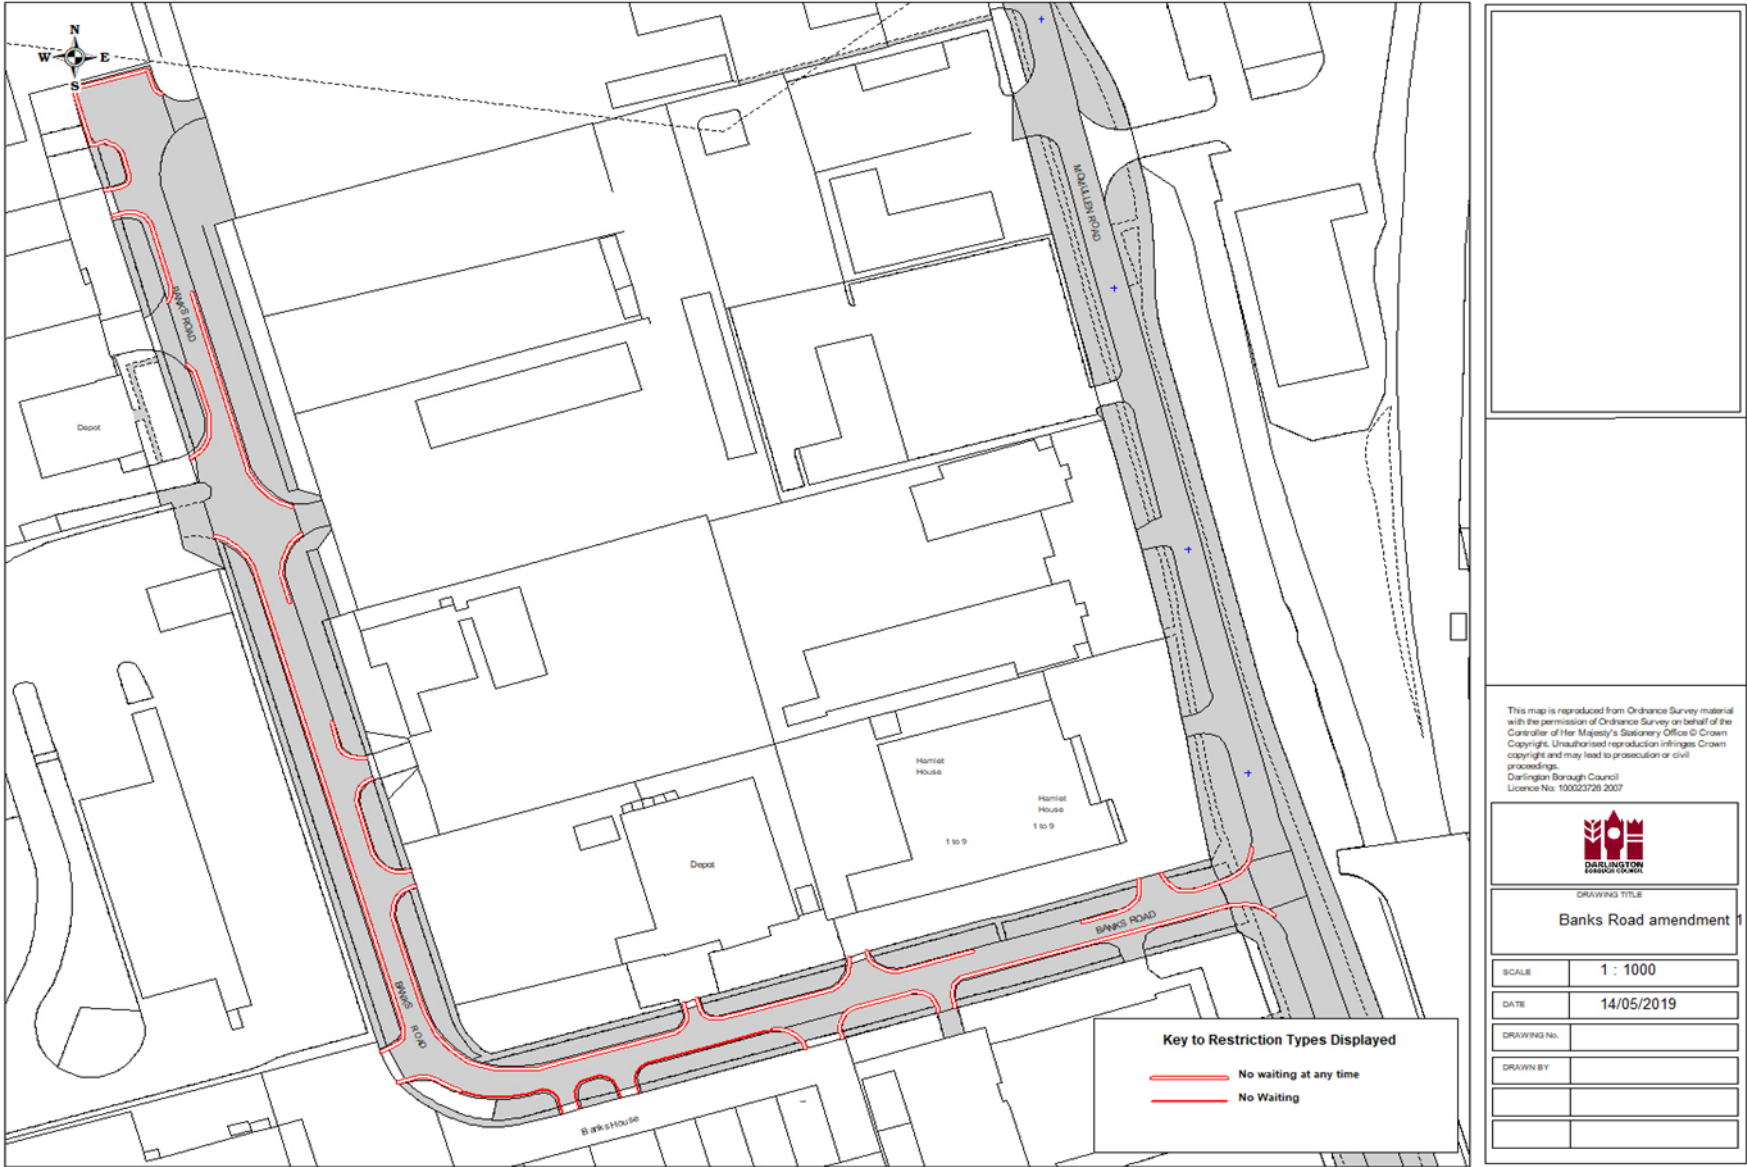 N
W E
S
BANKS ROAD
MCMULLEN ROAD
Depot
Hamlet
House
Hamlet
House
1 to 9
1 to 9
Depot
BANKS ROAD
BANKS ROAD
Banks House
Key to Restriction Types Displayed
No waiting at any time
No Waiting
This map is reproduced from Ordnance Survey material
with the permission of Ordnance Survey on behalf of the
Controller of Her Majesty's Stationery Office © Crown
Copyright. Unauthorised reproduction infringes Crown
copyright and may lead to prosecution or civil
proceedings.
Darlington Borough Council
Licence No: 100023728 2007
DARLINGTON
BOROUGH COUNCIL
DRAWING TITLE
Banks Road amendment 1
SCALE 1 : 1000
DATE 14/05/2019
DRAWING No.
DRAWN BY